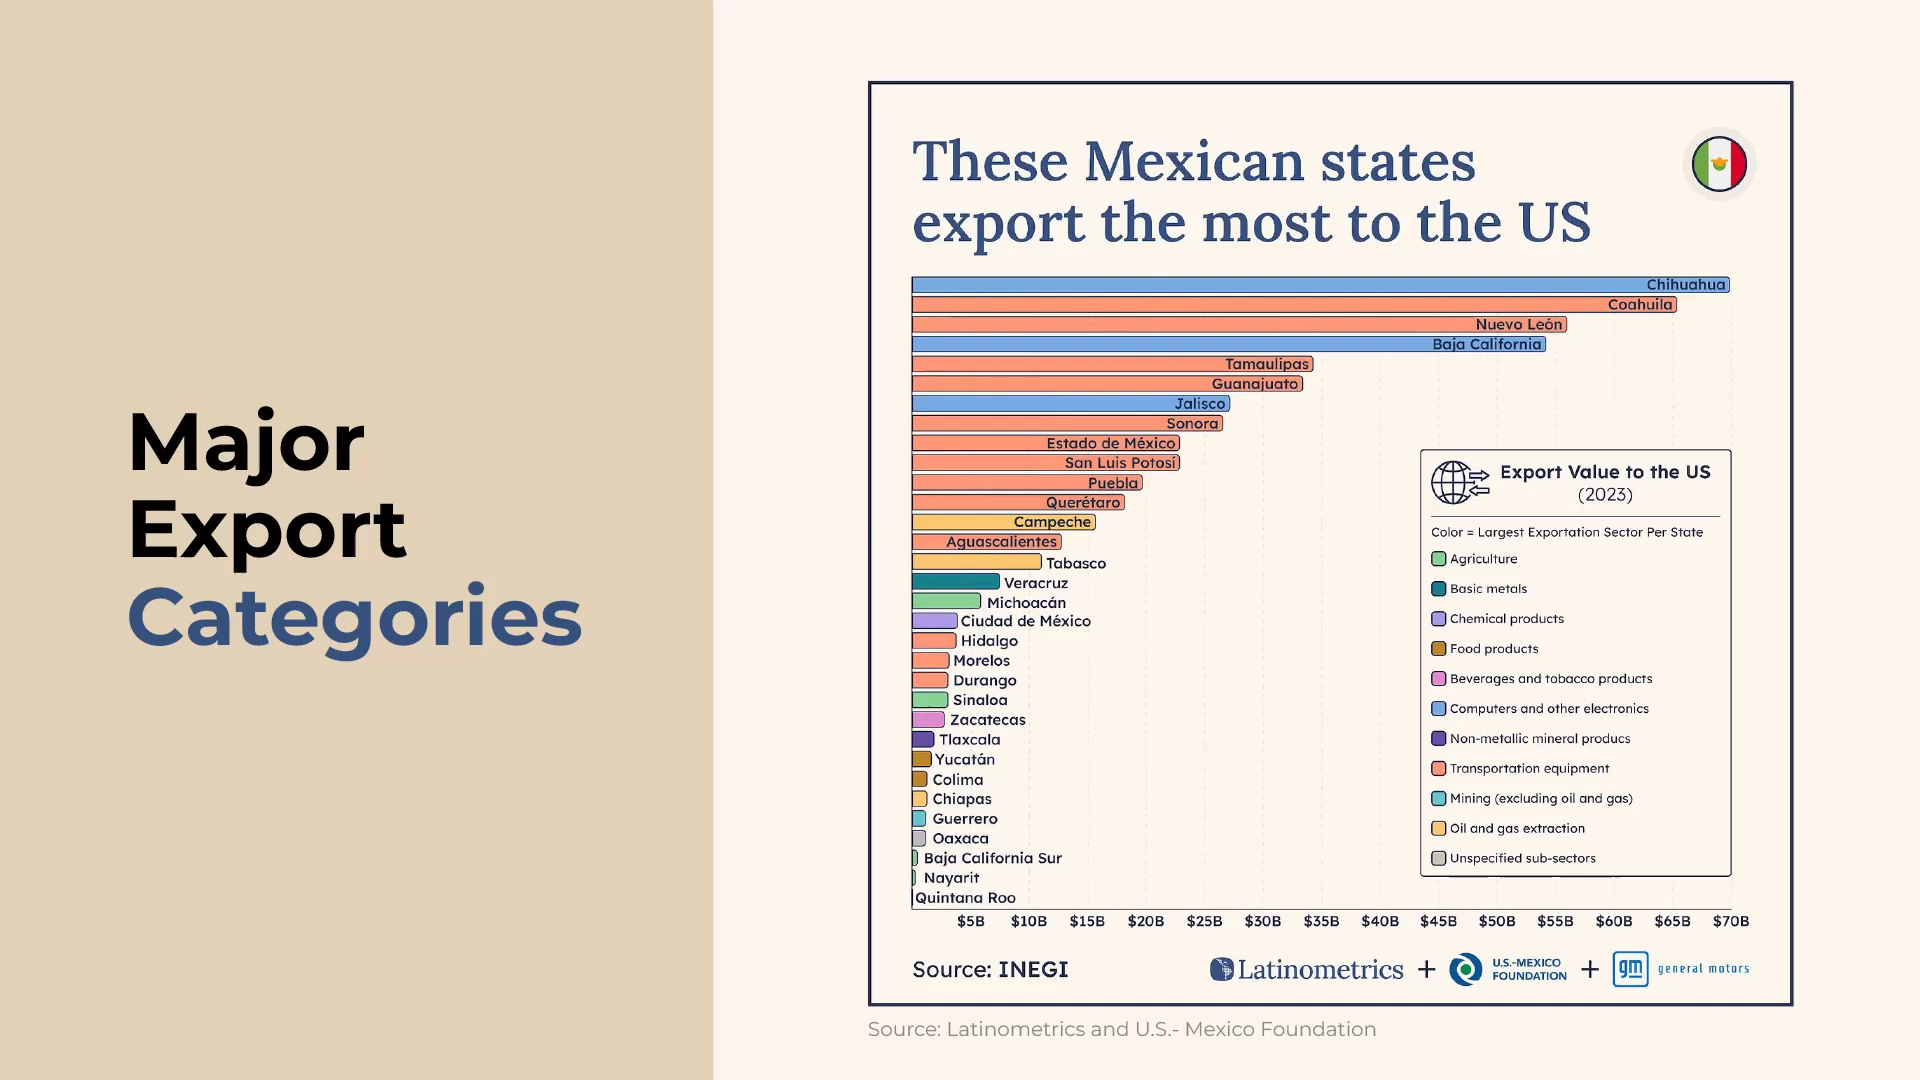 Major
Export
Categories
These Mexican states
export the most to the US
Chihuahua
Coahuila
Nuevo León
Baja California
Tamaulipas
Guanajuato
Jalisco
Sonora
Estado de México
San Luis Potosí
Puebla
Querétaro
Campeche
Aguascalientes
Tabasco
Veracruz
Michoacán
Ciudad de México
Hidalgo
Morelos
Durango
Sinaloa
Zacatecas
Tlaxcala
Yucatán
Colima
Chiapas
Guerrero
Oaxaca
Baja California Sur
Nayarit
Quintana Roo
$5B $10B $15B $20B $25B $30B $35B $40B $45B $50B $55B $60B $65B $70B
Export Value to the US
(2023)
Color = Largest Exportation Sector Per State
Agriculture
Basic metals
Chemical products
Food products
Beverages and tobacco products
Computers and other electronics
Non-metallic mineral producs
Transportation equipment
Mining (excluding oil and gas)
Oil and gas extraction
Unspecified sub-sectors
Source: INEGI
Latinometrics + U.S.-MEXICO FOUNDATION + gm general motors
Source: Latinometrics and U.S.- Mexico Foundation